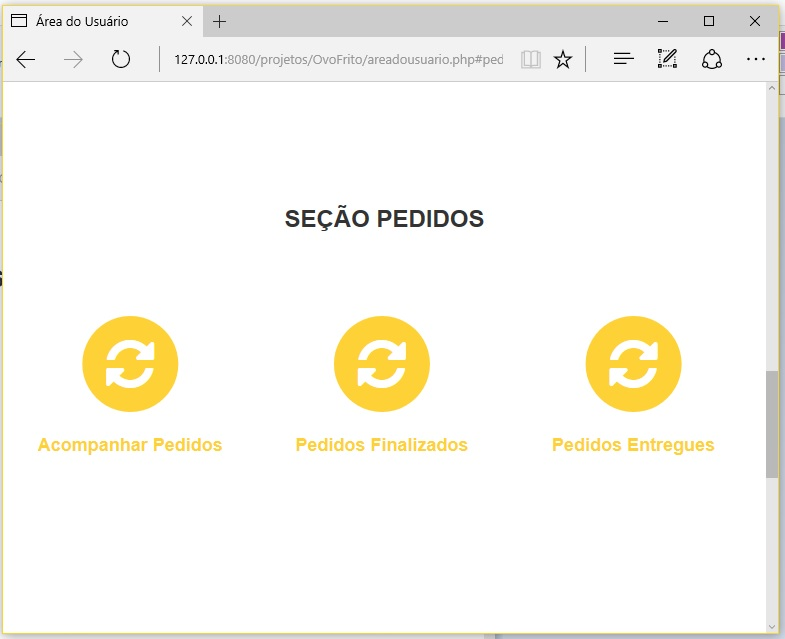 Área do Usuário
127.0.0.1:8080/projetos/OvoFrito/areadousuario.php#ped
SEÇÃO PEDIDOS
Acompanhar Pedidos
Pedidos Finalizados
Pedidos Entregues